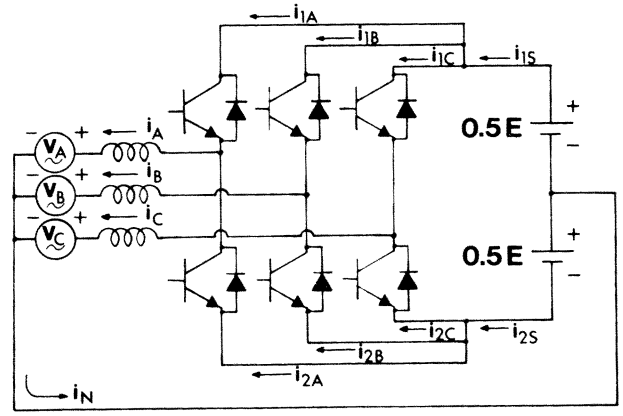 i1A
i1B
i1C
i1S
+
0.5E
−
iA
− VA +
iB
− VB +
iC
− VC +
+
0.5E
−
i2C
i2S
i2B
i2A
iN